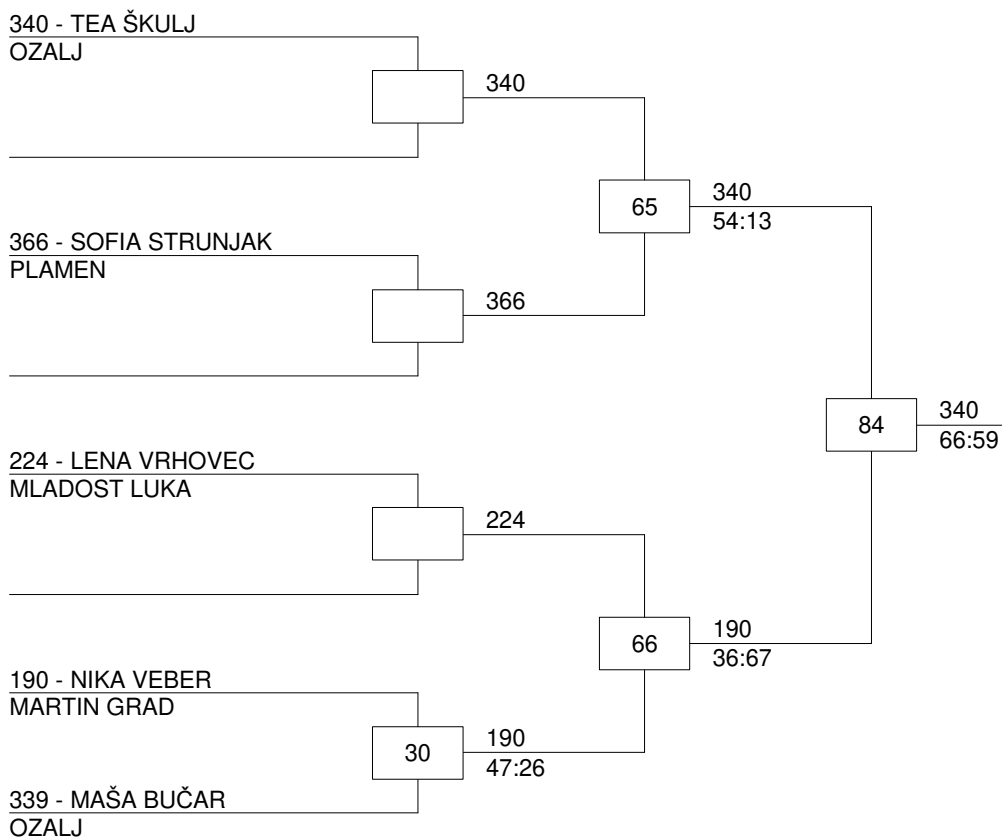 340 - TEA ŠKULJ
OZALJ
340
65
340
54:13
366 - SOFIA STRUNJAK
PLAMEN
366
84
340
66:59
224 - LENA VRHOVEC
MLADOST LUKA
224
66
190
36:67
190 - NIKA VEBER
MARTIN GRAD
30
190
47:26
339 - MAŠA BUČAR
OZALJ